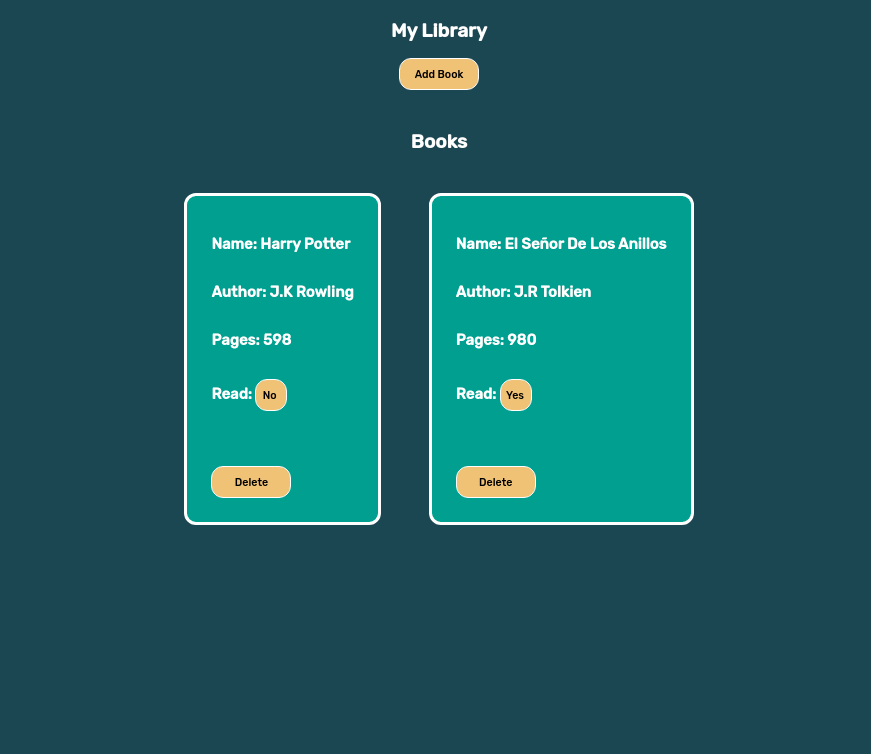 My Library
Add Book
Books
Name: Harry Potter
Author: J.K Rowling
Pages: 598
Read: No
Delete
Name: El Señor De Los Anillos
Author: J.R Tolkien
Pages: 980
Read: Yes
Delete